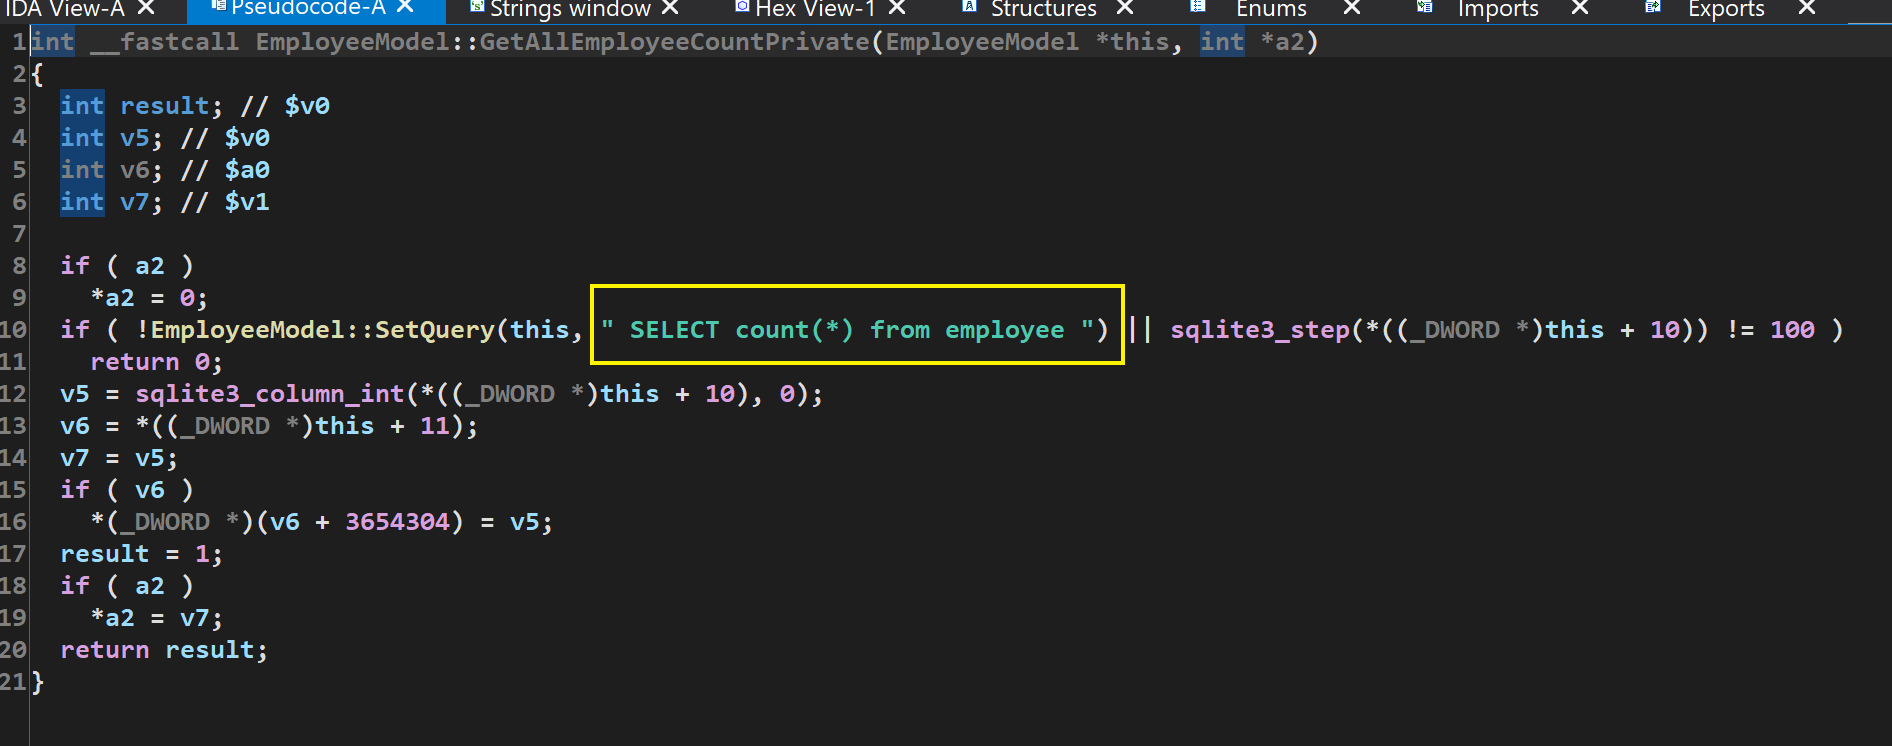 IDA View-A Pseudocode-A Strings window Hex View-1 Structures Enums Imports Exports
1 int __fastcall EmployeeModel::GetAllEmployeeCountPrivate(EmployeeModel *this, int *a2)
2 {
3   int result; // $v0
4   int v5; // $v0
5   int v6; // $a0
6   int v7; // $v1
7
8   if ( a2 )
9     *a2 = 0;
10   if ( !EmployeeModel::SetQuery(this, " SELECT count(*) from employee ") || sqlite3_step(*((_DWORD *)this + 10)) != 100 )
11     return 0;
12   v5 = sqlite3_column_int(*((_DWORD *)this + 10), 0);
13   v6 = *((_DWORD *)this + 11);
14   v7 = v5;
15   if ( v6 )
16     *(_DWORD *)(v6 + 3654304) = v5;
17   result = 1;
18   if ( a2 )
19     *a2 = v7;
20   return result;
21 }